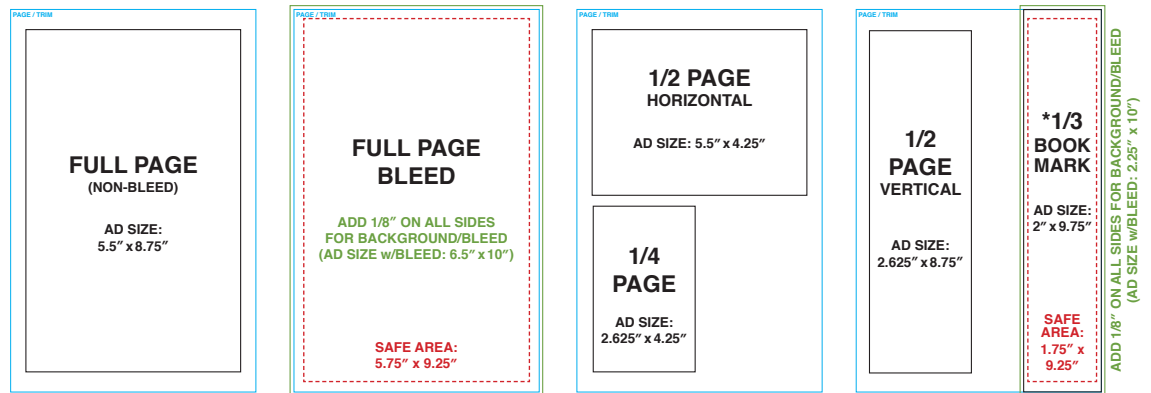 PAGE / TRIM
FULL PAGE
(NON-BLEED)
AD SIZE:
5.5″ x 8.75″
PAGE / TRIM
FULL PAGE
BLEED
ADD 1/8″ ON ALL SIDES
FOR BACKGROUND/BLEED
(AD SIZE w/BLEED: 6.5″ x 10″)
SAFE AREA:
5.75″ x 9.25″
PAGE / TRIM
1/2 PAGE
HORIZONTAL
AD SIZE: 5.5″ x 4.25″
1/4
PAGE
AD SIZE:
2.625″ x 4.25″
PAGE / TRIM
1/2
PAGE
VERTICAL
AD SIZE:
2.625″ x 8.75″
*1/3
BOOK
MARK
AD SIZE:
2″ x 9.75″
SAFE
AREA:
1.75″ x
9.25″
ADD 1/8″ ON ALL SIDES FOR BACKGROUND/BLEED
(AD SIZE w/BLEED: 2.25″ x 10″)